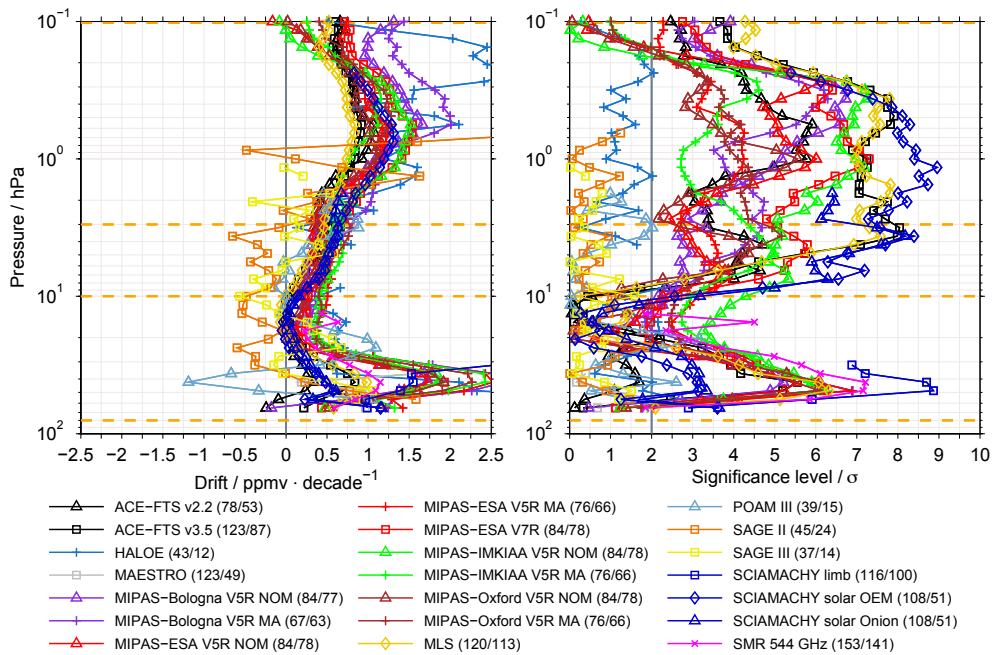 10⁻¹
10⁰
10¹
10²
Pressure / hPa
−2.5 −2 −1.5 −1 −0.5 0 0.5 1 1.5 2 2.5
Drift / ppmv · decade⁻¹
10⁻¹
10⁰
10¹
10²
0 1 2 3 4 5 6 7 8 9 10
Significance level / σ
ACE−FTS v2.2 (78/53)
ACE−FTS v3.5 (123/87)
HALOE (43/12)
MAESTRO (123/49)
MIPAS−Bologna V5R NOM (84/77)
MIPAS−Bologna V5R MA (67/63)
MIPAS−ESA V5R NOM (84/78)
MIPAS−ESA V5R MA (76/66)
MIPAS−ESA V7R (84/78)
MIPAS−IMKIAA V5R NOM (84/78)
MIPAS−IMKIAA V5R MA (76/66)
MIPAS−Oxford V5R NOM (84/78)
MIPAS−Oxford V5R MA (76/66)
MLS (120/113)
POAM III (39/15)
SAGE II (45/24)
SAGE III (37/14)
SCIAMACHY limb (116/100)
SCIAMACHY solar OEM (108/51)
SCIAMACHY solar Onion (108/51)
SMR 544 GHz (153/141)